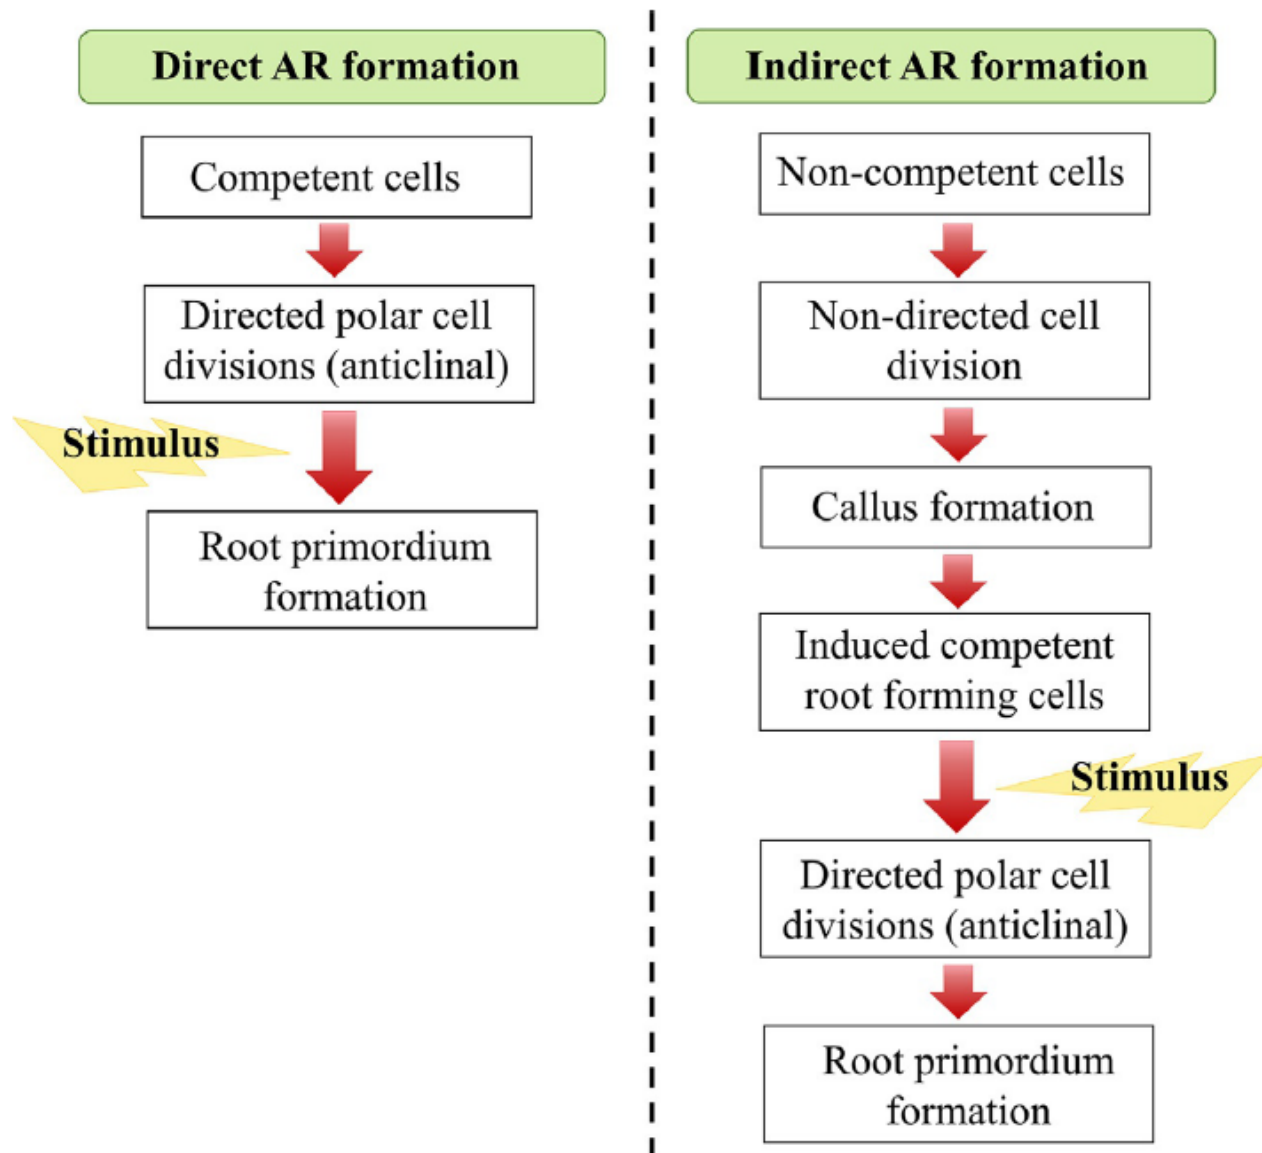 Direct AR formation
Competent cells
Directed polar cell
divisions (anticlinal)
Stimulus
Root primordium
formation
Indirect AR formation
Non-competent cells
Non-directed cell
division
Callus formation
Induced competent
root forming cells
Stimulus
Directed polar cell
divisions (anticlinal)
Root primordium
formation